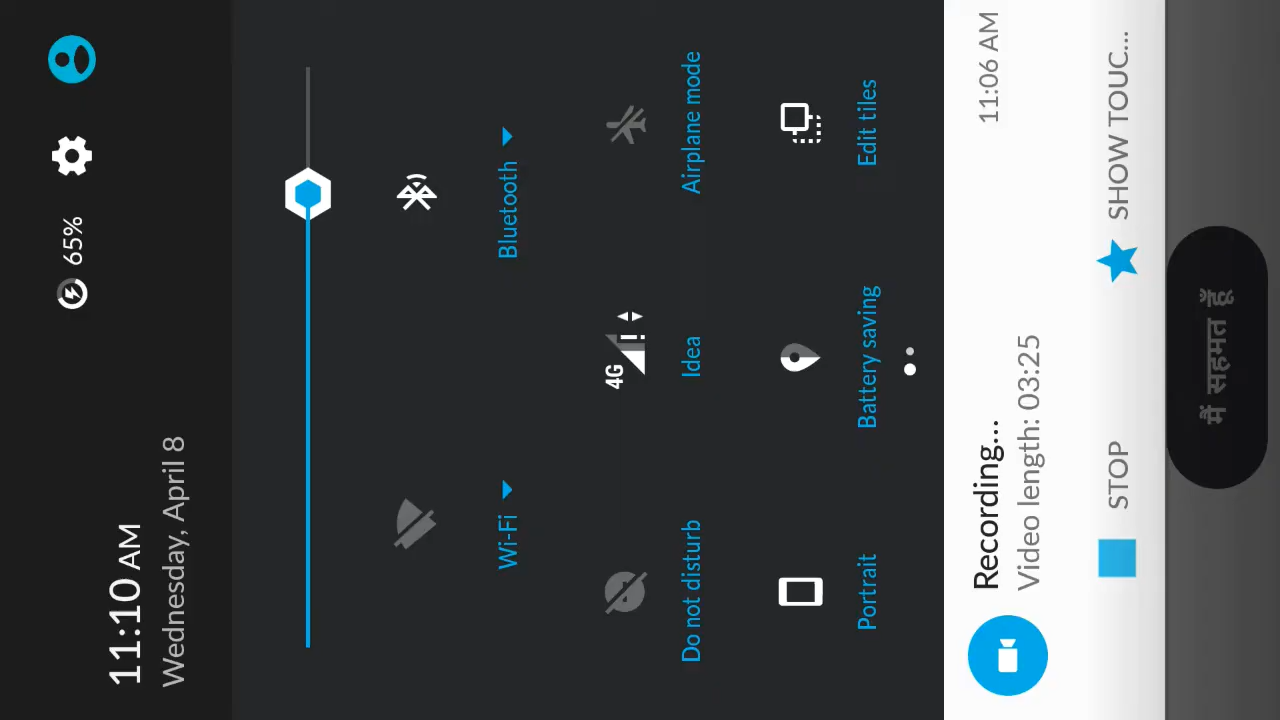 65%
11:10 AM
Wednesday, April 8
Wi-Fi
Bluetooth
Do not disturb
4G
Idea
Airplane mode
Portrait
Battery saving
Edit tiles
Recording...
11:06 AM
Video length: 03:25
STOP
SHOW TOUC...
मैं सहमत हूँ